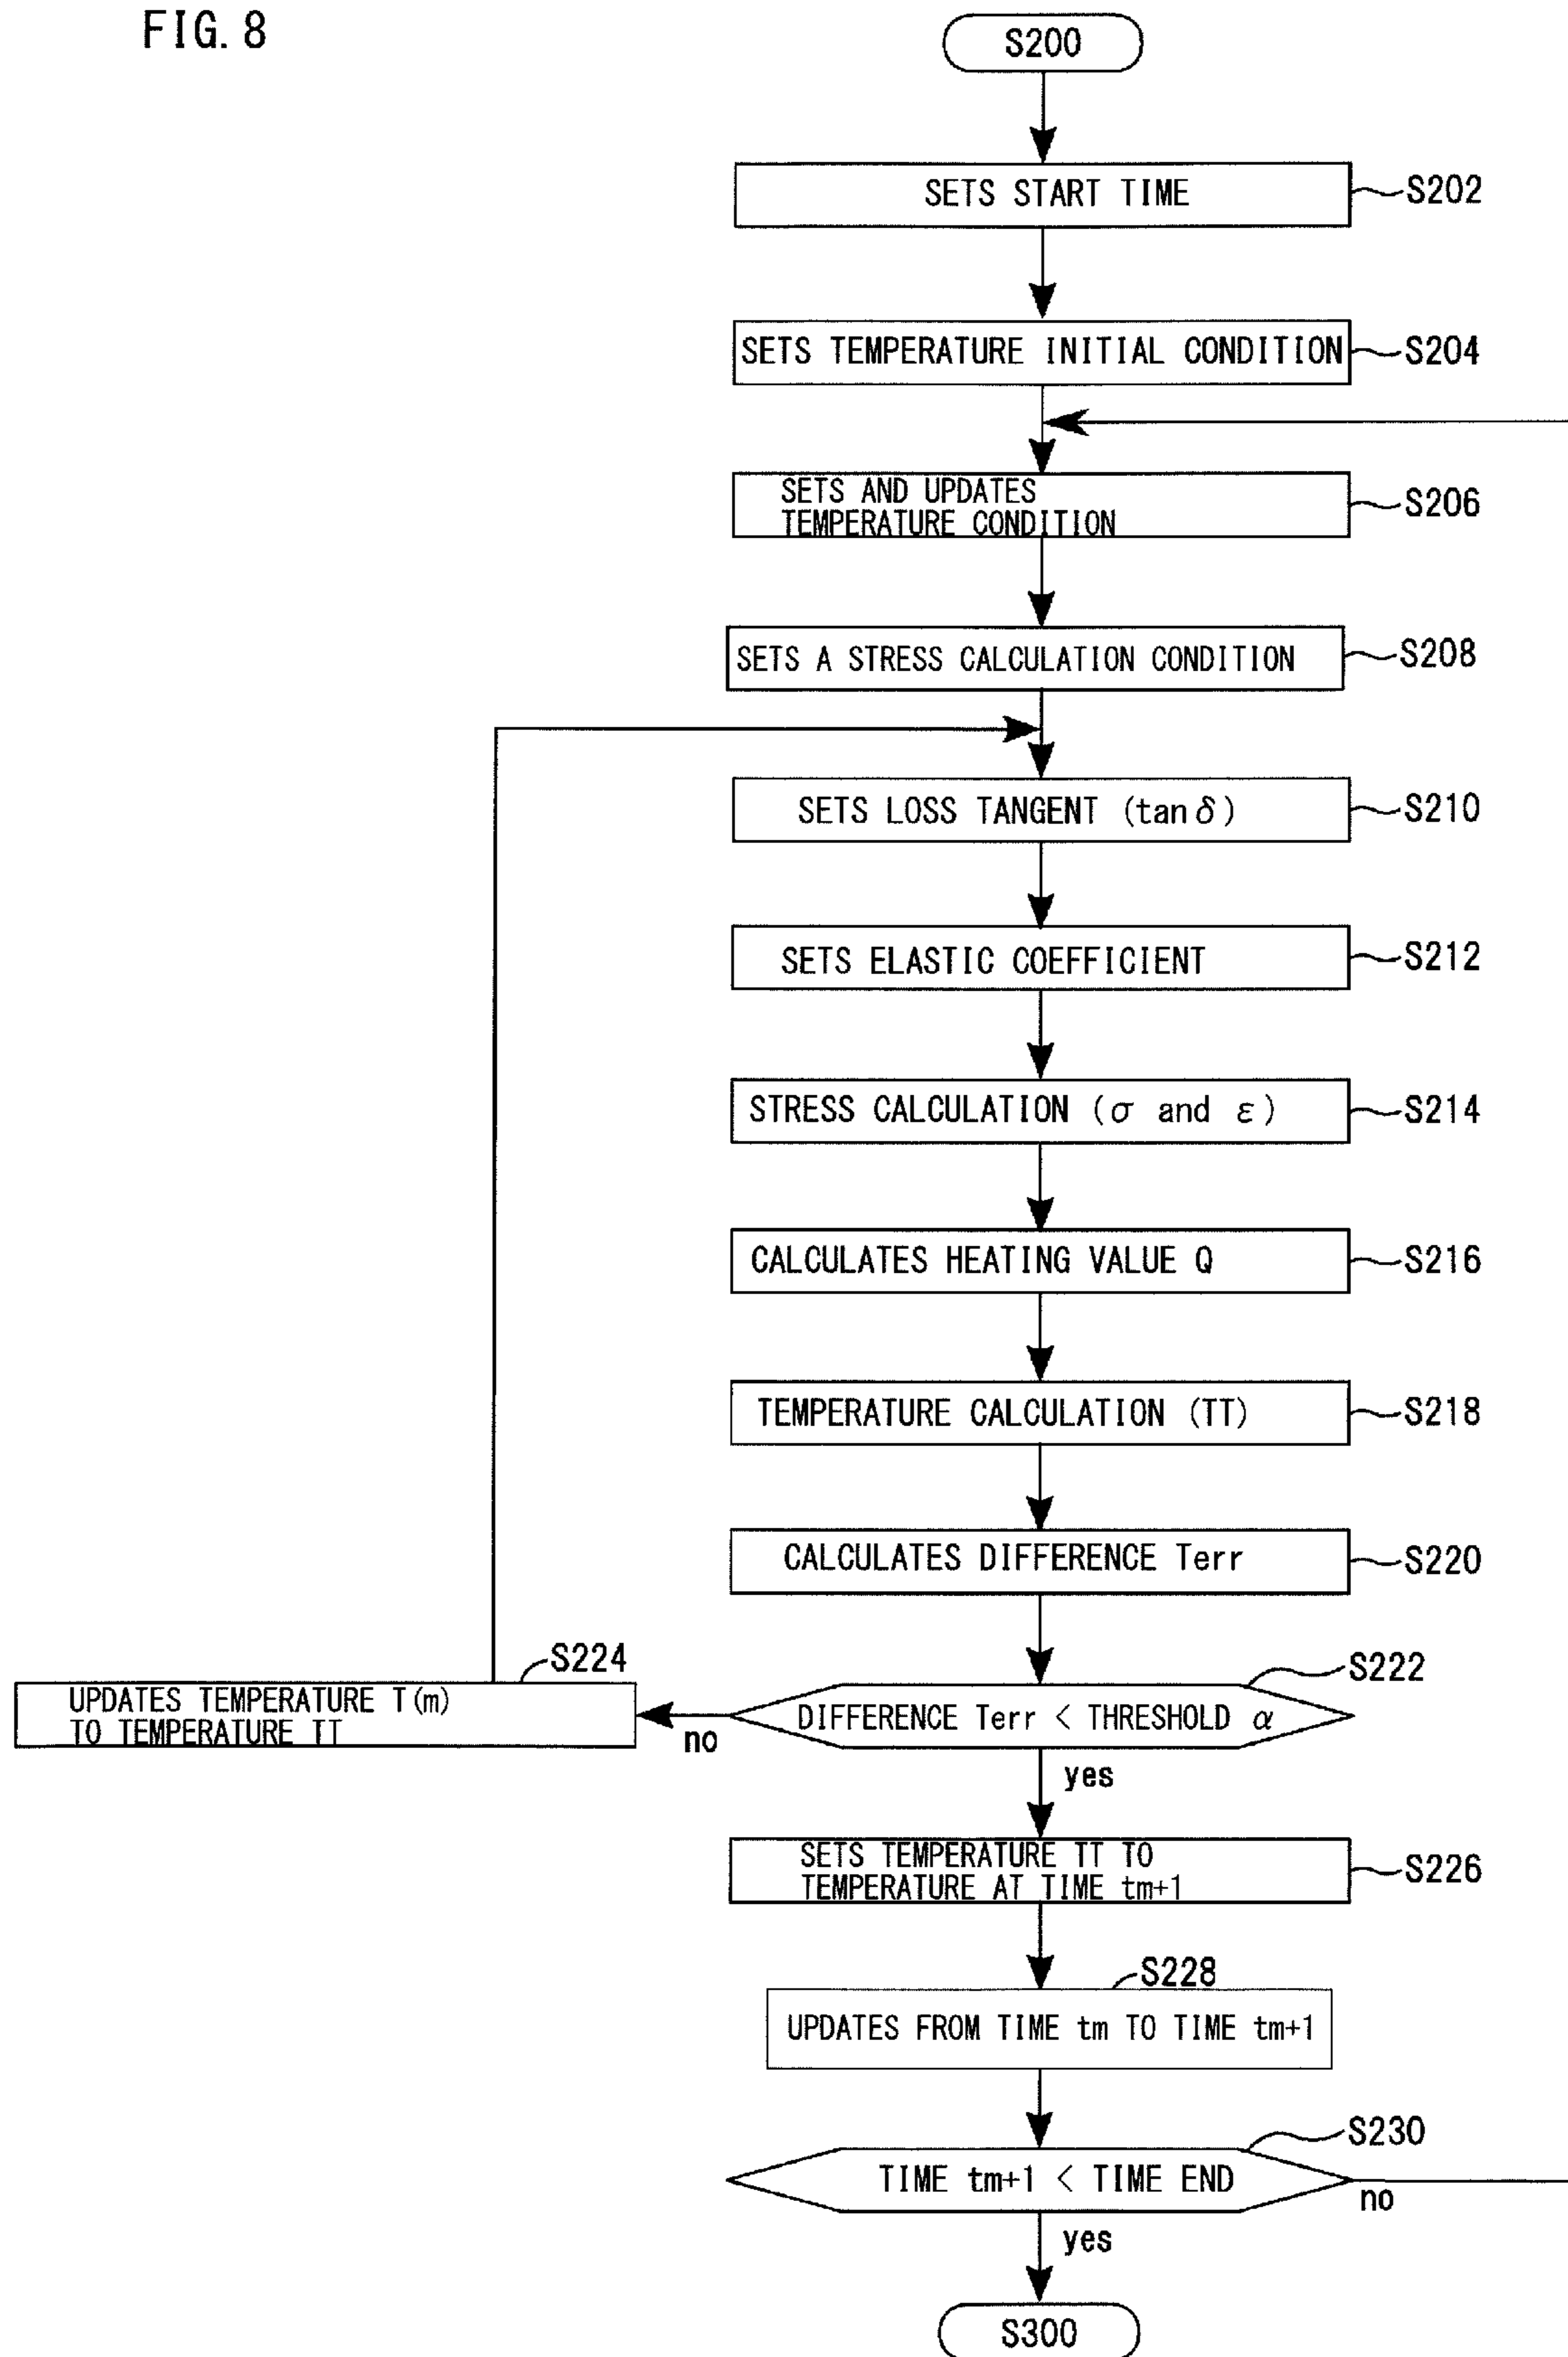 FIG. 8
S200
SETS START TIME
S202
SETS TEMPERATURE INITIAL CONDITION
S204
SETS AND UPDATES
TEMPERATURE CONDITION
S206
SETS A STRESS CALCULATION CONDITION
S208
SETS LOSS TANGENT (tan δ)
S210
SETS ELASTIC COEFFICIENT
S212
STRESS CALCULATION (σ and ε)
S214
CALCULATES HEATING VALUE Q
S216
TEMPERATURE CALCULATION (TT)
S218
CALCULATES DIFFERENCE Terr
S220
S224
UPDATES TEMPERATURE T(m)
TO TEMPERATURE TT
S222
DIFFERENCE Terr < THRESHOLD α
no
yes
SETS TEMPERATURE TT TO
TEMPERATURE AT TIME tm+1
S226
S228
UPDATES FROM TIME tm TO TIME tm+1
S230
TIME tm+1 < TIME END
no
yes
S300